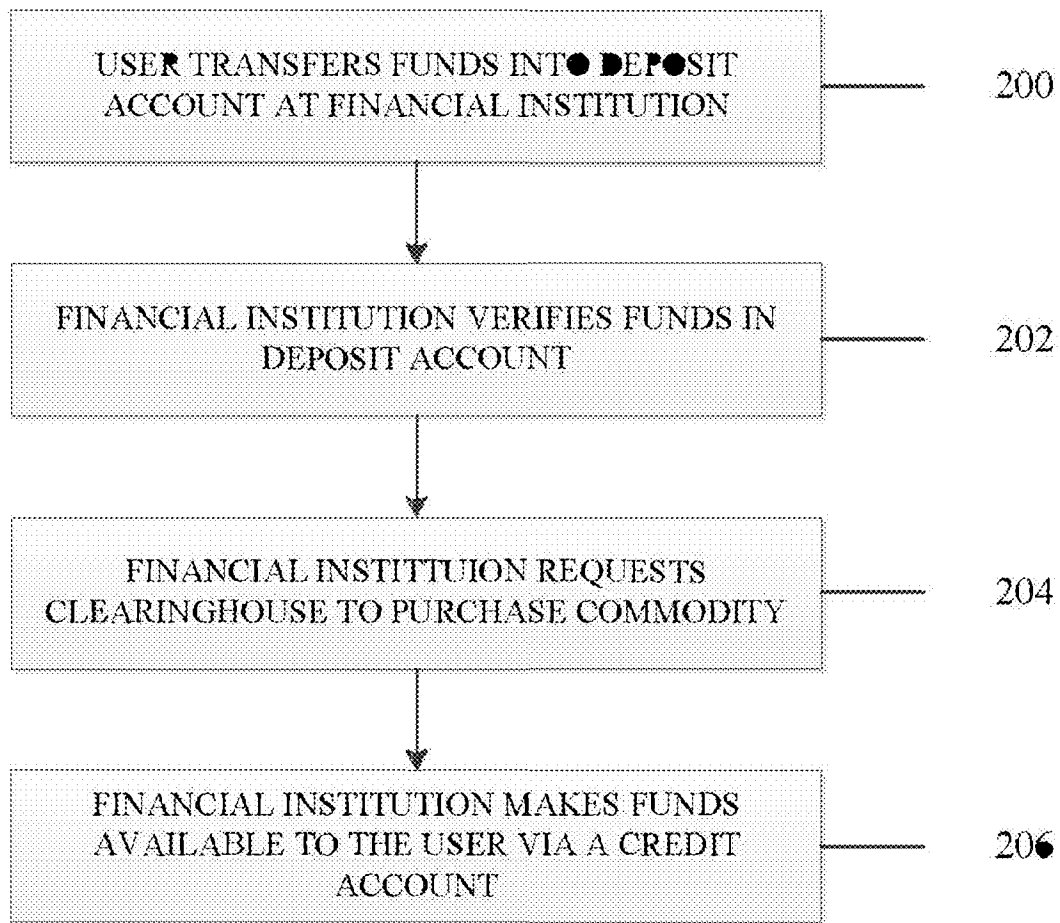 USER TRANSFERS FUNDS INTO DEPOSIT
ACCOUNT AT FINANCIAL INSTITUTION
200
FINANCIAL INSTITUTION VERIFIES FUNDS IN
DEPOSIT ACCOUNT
202
FINANCIAL INSTITTUION REQUESTS
CLEARINGHOUSE TO PURCHASE COMMODITY
204
FINANCIAL INSTITUTION MAKES FUNDS
AVAILABLE TO THE USER VIA A CREDIT
ACCOUNT
206